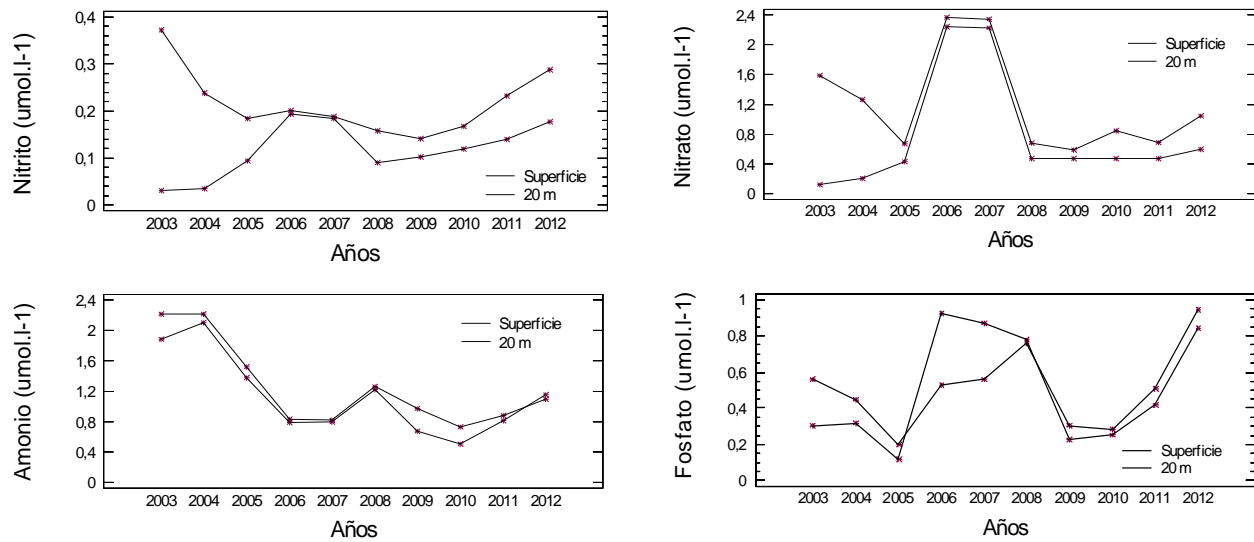 Nitrito (umol.l-1)
0,4
0,3
0,2
0,1
0
Superficie
20 m
2003 2004 2005 2006 2007 2008 2009 2010 2011 2012
Años
Nitrato (umol.l-1)
2,4
2
1,6
1,2
0,8
0,4
0
Superficie
20 m
2003 2004 2005 2006 2007 2008 2009 2010 2011 2012
Años
Amonio (umol.l-1)
2,4
2
1,6
1,2
0,8
0,4
0
Superficie
20 m
2003 2004 2005 2006 2007 2008 2009 2010 2011 2012
Años
Fosfato (umol.l-1)
1
0,8
0,6
0,4
0,2
0
Superficie
20 m
2003 2004 2005 2006 2007 2008 2009 2010 2011 2012
Años